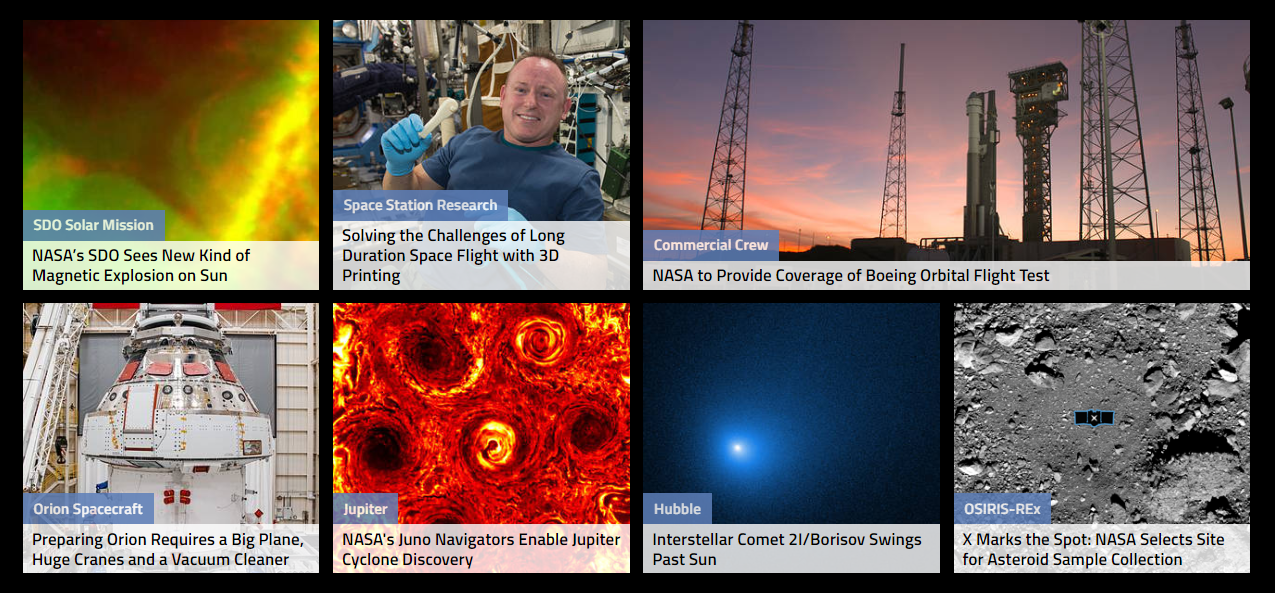 SDO Solar Mission
NASA's SDO Sees New Kind of
Magnetic Explosion on Sun
Space Station Research
Solving the Challenges of Long
Duration Space Flight with 3D
Printing
Commercial Crew
NASA to Provide Coverage of Boeing Orbital Flight Test
Orion Spacecraft
Preparing Orion Requires a Big Plane,
Huge Cranes and a Vacuum Cleaner
Jupiter
NASA's Juno Navigators Enable Jupiter
Cyclone Discovery
Hubble
Interstellar Comet 2I/Borisov Swings
Past Sun
OSIRIS-REx
X Marks the Spot: NASA Selects Site
for Asteroid Sample Collection